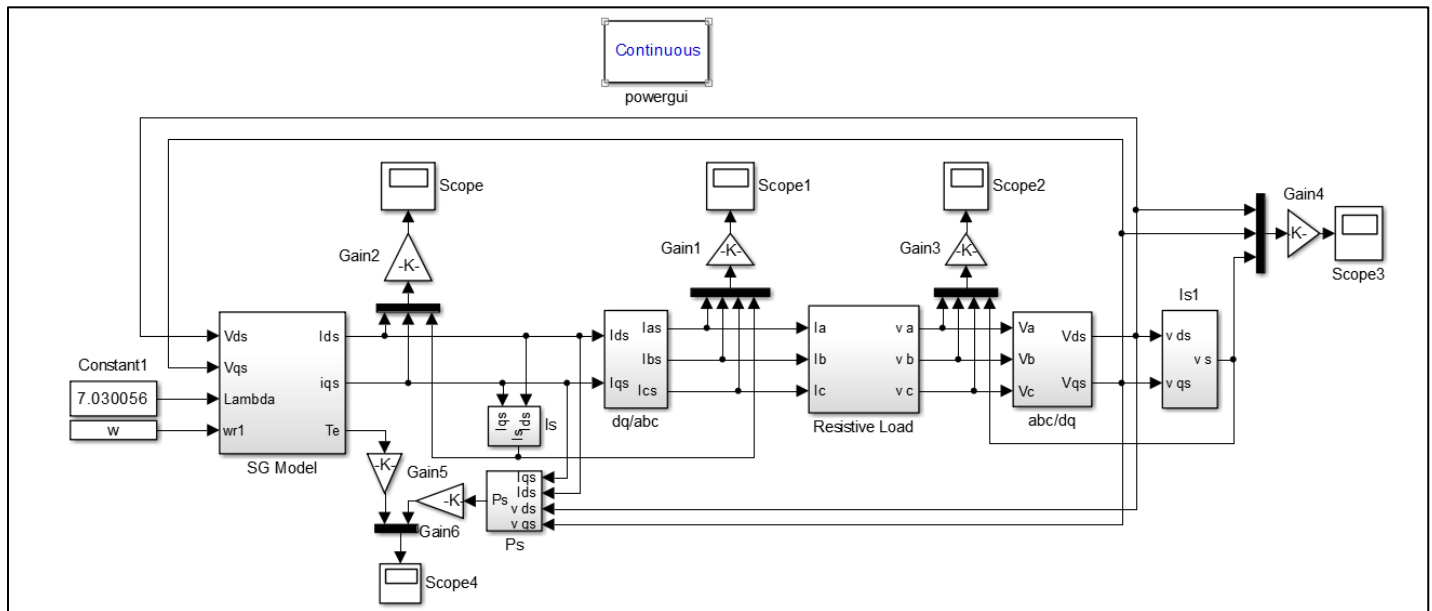 Continuous
powergui
Scope
Scope1
Scope2
Gain4
-K-
Scope3
Gain2
-K-
Gain1
-K-
Gain3
-K-
Is1
Vds
Vqs
Lambda
wr1
Ids
iqs
Te
SG Model
Constant1
7.030056
w
Ids
Iqs
Ias
Ibs
Ics
dq/abc
Ia
Ib
Ic
v a
v b
v c
Resistive Load
Va
Vb
Vc
Vds
Vqs
abc/dq
v ds
v qs
v s
Iqs
Is
Ids
Is
-K-
Gain5
-K-
Gain6
Iqs
Ids
v ds
v qs
Ps
Ps
Scope4